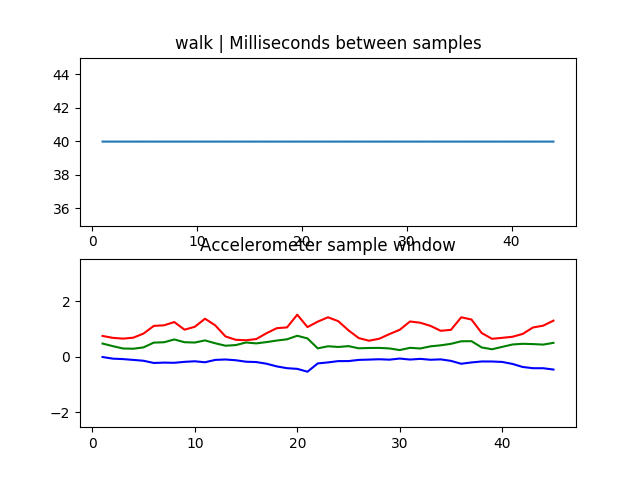 walk | Milliseconds between samples
44
42
40
38
36
0 10 20 30 40
Accelerometer sample window
2
0
−2
0 10 20 30 40